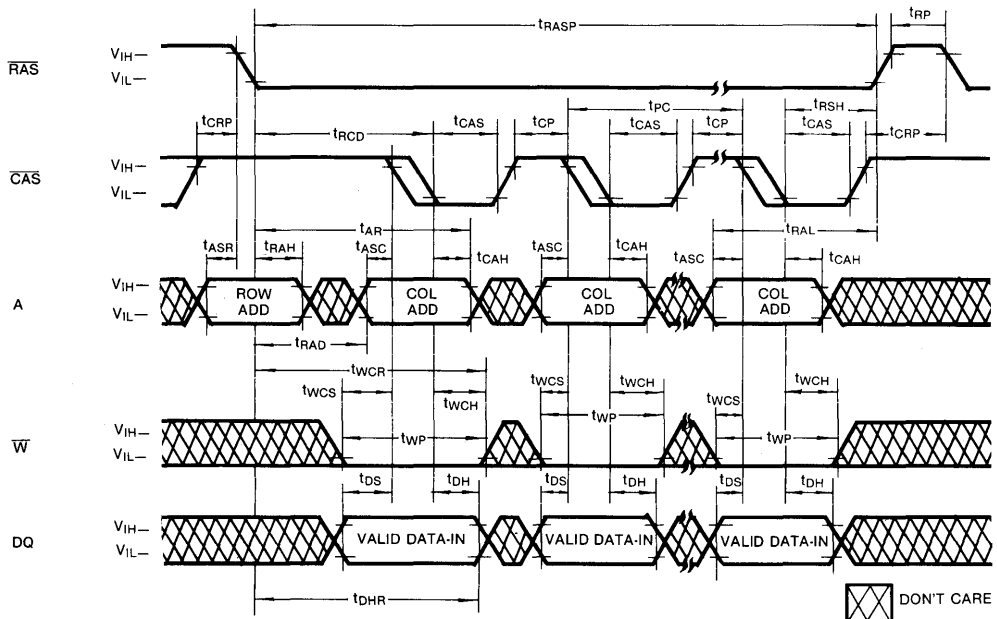 tRASP
tRP
RAS
VIH
VIL
tCRP
tRCD
tCAS
tCP
tPC
tCAS
tCP
tRSH
tCAS
tCRP
CAS
VIH
VIL
tAR
tRAL
tASR
tRAH
tASC
tCAH
tASC
tCAH
tASC
tCAH
A
VIH
VIL
ROW ADD
COL ADD
COL ADD
COL ADD
tRAD
tWCR
tWCS
tWCH
tWCS
tWCH
tWCS
tWCH
W
VIH
VIL
tWP
tWP
tWP
tDS
tDH
tDS
tDH
tDS
tDH
DQ
VIH
VIL
VALID DATA-IN
VALID DATA-IN
VALID DATA-IN
tDHR
DON'T CARE